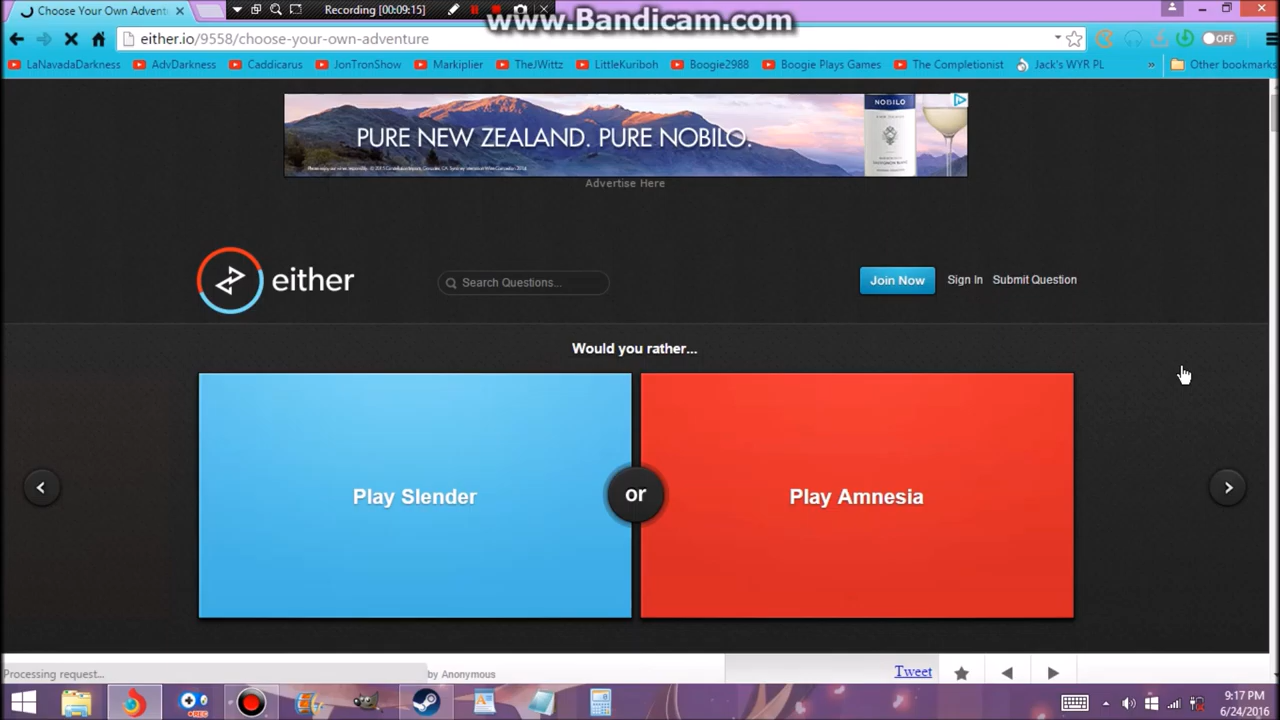 www.Bandicam.com
Choose Your Own Advent
Recording [00:09:15]
either.io/9558/choose-your-own-adventure
OFF
LaNavadaDarkness
AdvDarkness
Caddicarus
JonTronShow
Markiplier
TheJWittz
LittleKuriboh
Boogie2988
Boogie Plays Games
The Completionist
Jack's WYR PL
»
Other bookmarks
PURE NEW ZEALAND. PURE NOBILO.
NOBILO
Advertise Here
either
Search Questions...
Join Now
Sign In
Submit Question
Would you rather...
Play Slender
or
Play Amnesia
Processing request...
by Anonymous
Tweet
REC
9:17 PM
6/24/2016